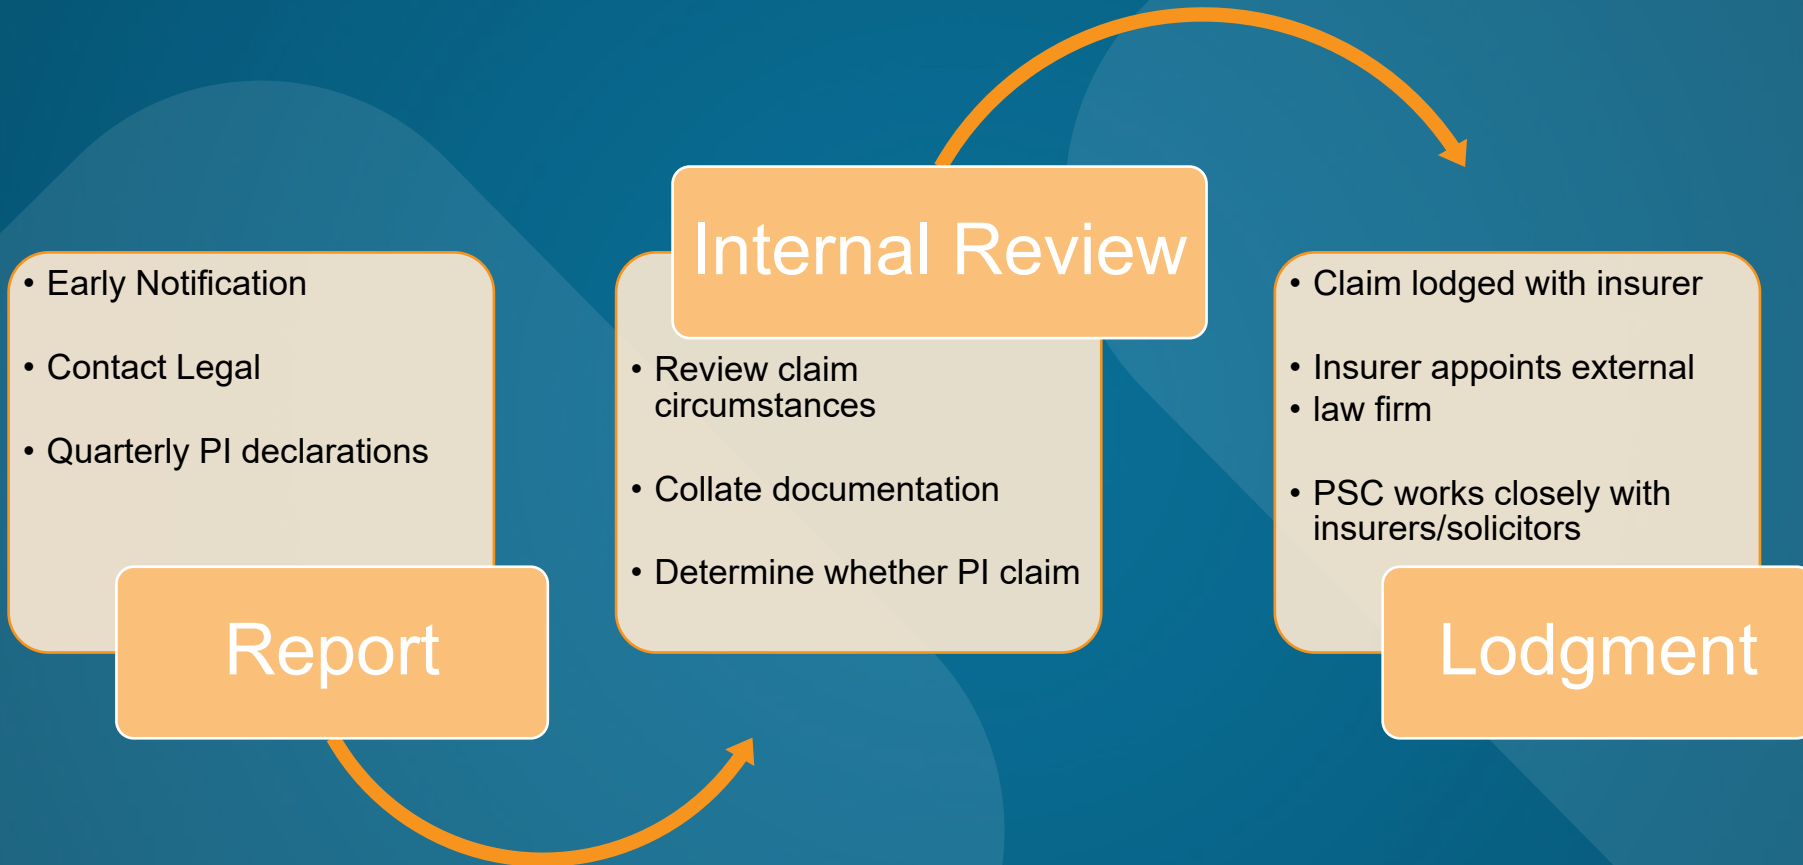 • Early Notification
• Contact Legal
• Quarterly PI declarations
Report
Internal Review
• Review claim
circumstances
• Collate documentation
• Determine whether PI claim
• Claim lodged with insurer
• Insurer appoints external
• law firm
• PSC works closely with
insurers/solicitors
Lodgment